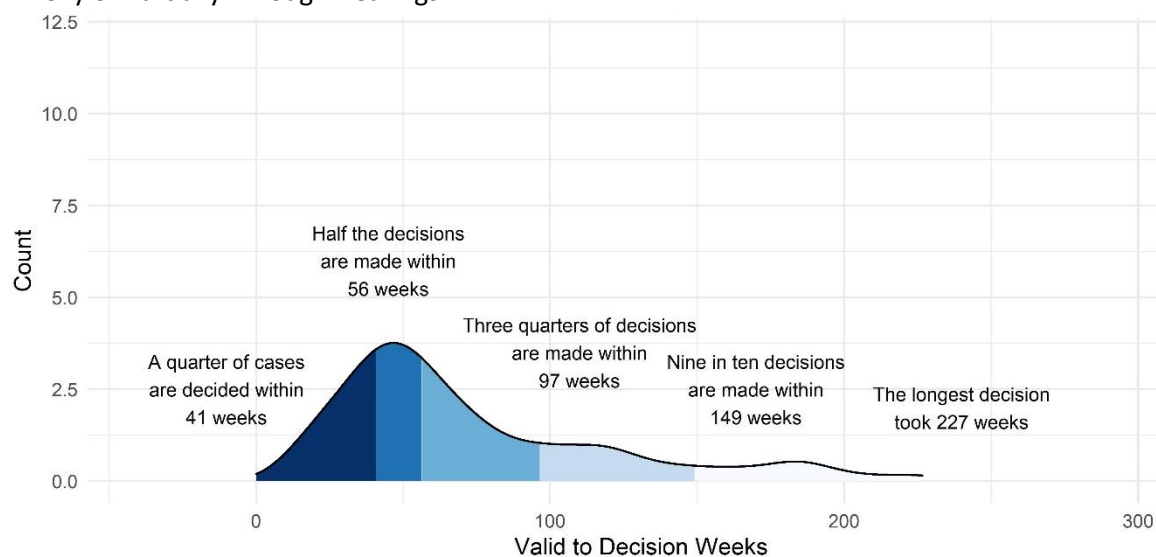 12.5
10.0
7.5
5.0
2.5
0.0
Count
Half the decisions
are made within
56 weeks
A quarter of cases
are decided within
41 weeks
Three quarters of decisions
are made within
97 weeks
Nine in ten decisions
are made within
149 weeks
The longest decision
took 227 weeks
0
100
200
300
Valid to Decision Weeks